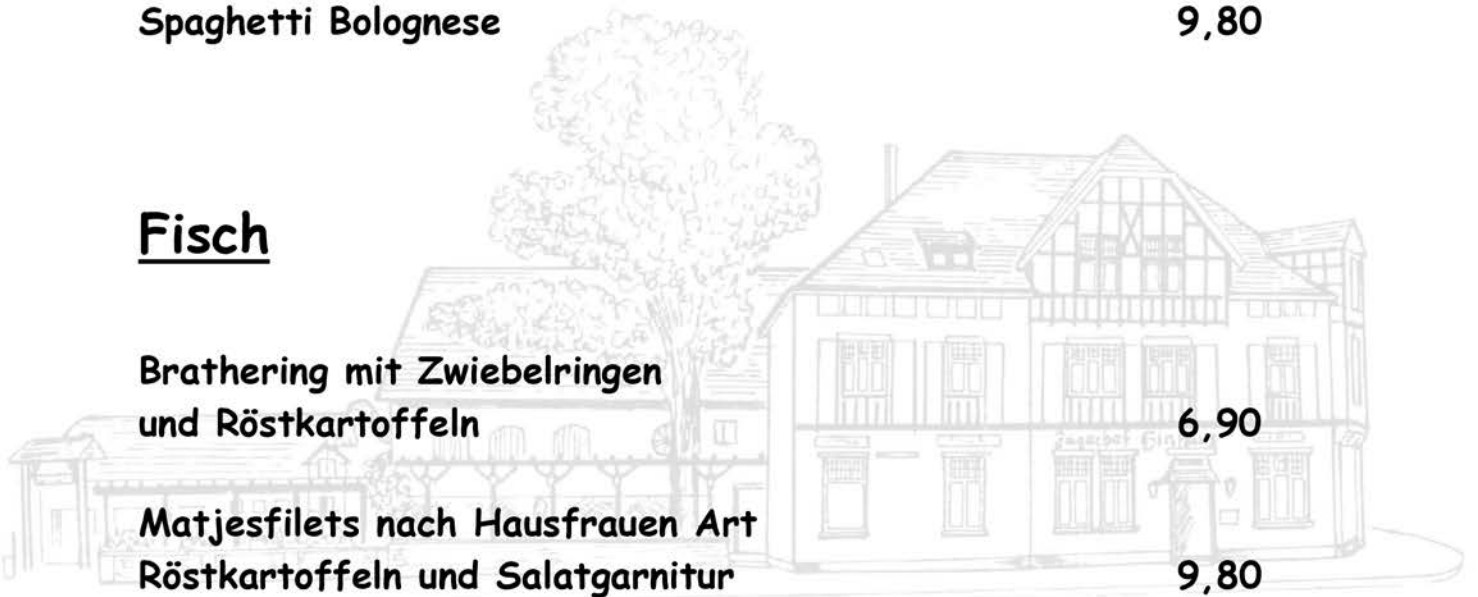 Spaghetti Bolognese 9,80
Fisch
Brathering mit Zwiebelringen
und Röstkartoffeln 6,90
Matjesfilets nach Hausfrauen Art
Röstkartoffeln und Salatgarnitur 9,80